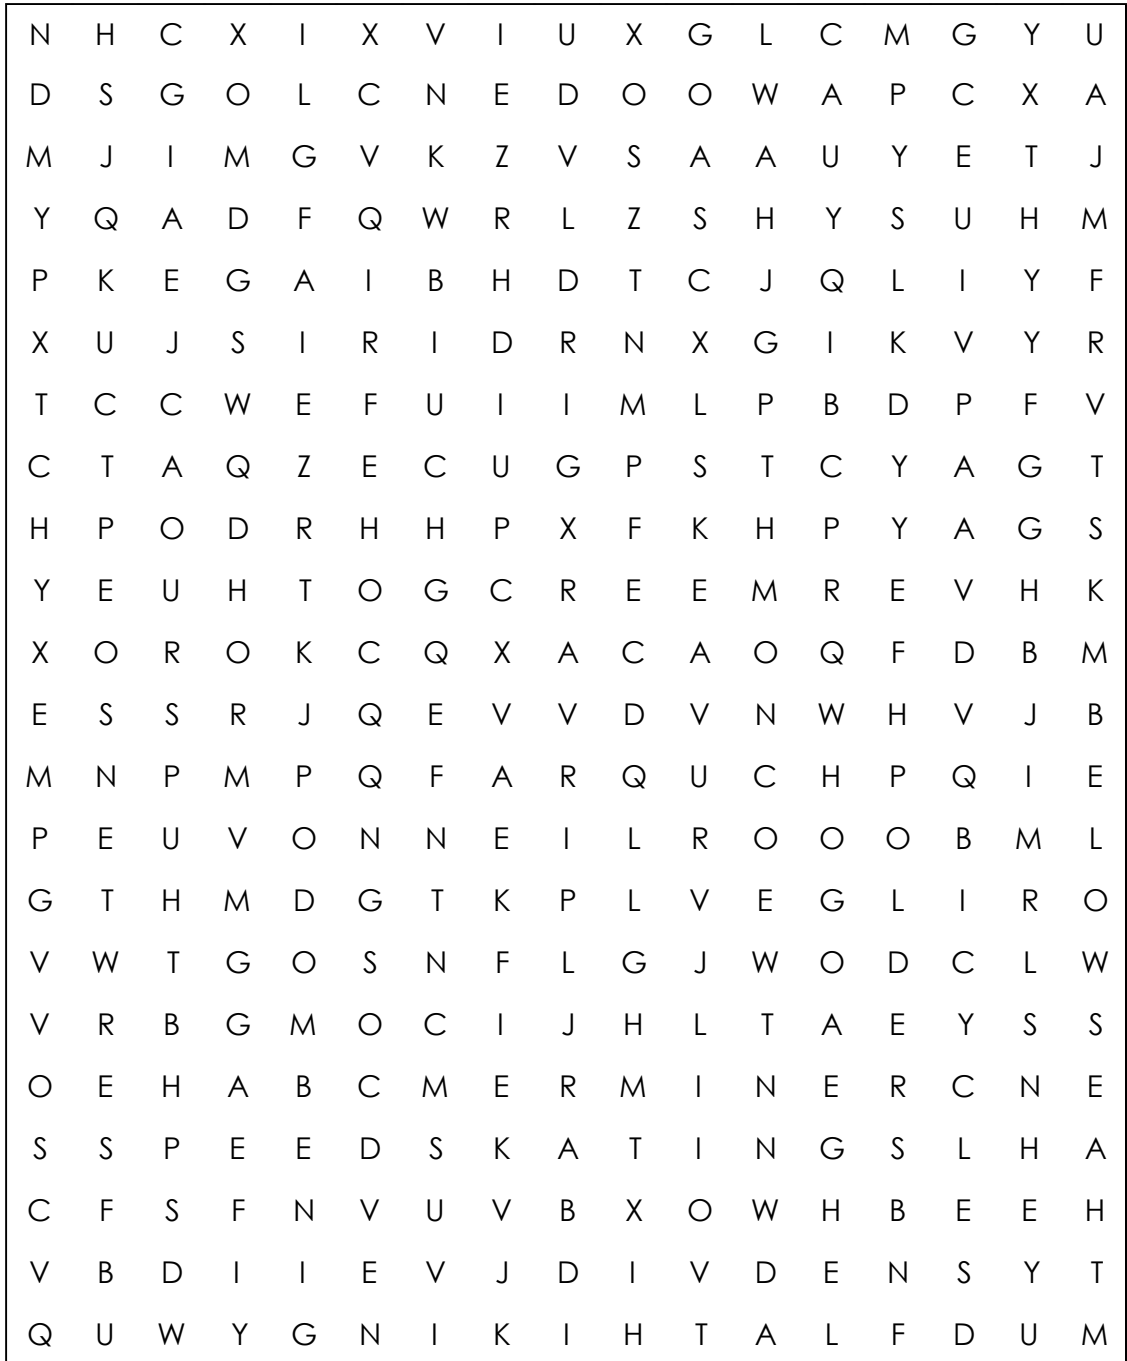 N H C X I X V I U X G L C M G Y U
D S G O L C N E D O O W A P C X A
M J I M G V K Z V S A A U Y E T J
Y Q A D F Q W R L Z S H Y S U H M
P K E G A I B H D T C J Q L I Y F
X U J S I R I D R N X G I K V Y R
T C C W E F U I I M L P B D P F V
C T A Q Z E C U G P S T C Y A G T
H P O D R H H P X F K H P Y A G S
Y E U H T O G C R E E M R E V H K
X O R O K C Q X A C A O Q F D B M
E S S R J Q E V V D V N W H V J B
M N P M P Q F A R Q U C H P Q I E
P E U V O N N E I L R O O O B M L
G T H M D G T K P L V E G L I R O
V W T G O S N F L G J W O D C L W
V R B G M O C I J H L T A E Y S S
O E H A B C M E R M I N E R C N E
S S P E E D S K A T I N G S L H A
C F S F N V U V B X O W H B E E H
V B D I I E V J D I V D E N S Y T
Q U W Y G N I K I H T A L F D U M